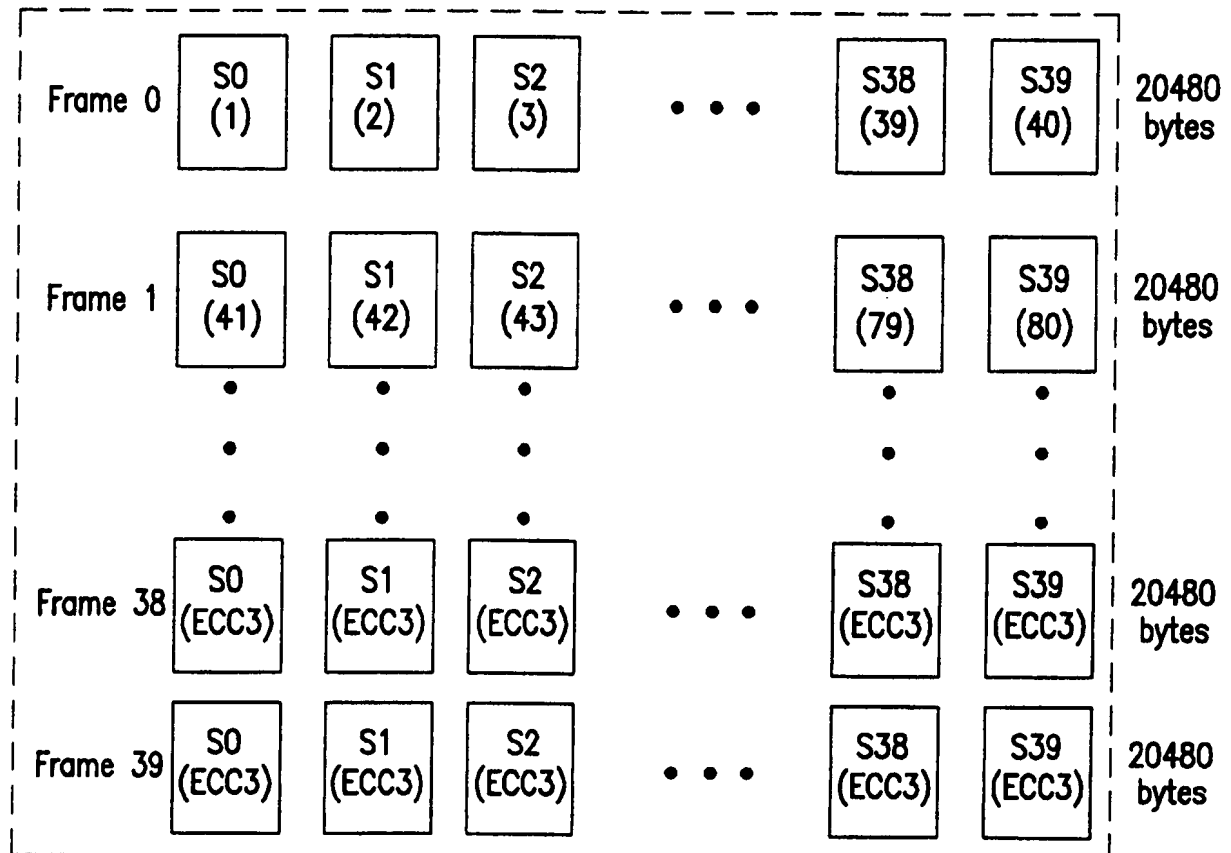 Frame 0
S0
(1)
S1
(2)
S2
(3)
S38
(39)
S39
(40)
20480
bytes
Frame 1
S0
(41)
S1
(42)
S2
(43)
S38
(79)
S39
(80)
20480
bytes
Frame 38
S0
(ECC3)
S1
(ECC3)
S2
(ECC3)
S38
(ECC3)
S39
(ECC3)
20480
bytes
Frame 39
S0
(ECC3)
S1
(ECC3)
S2
(ECC3)
S38
(ECC3)
S39
(ECC3)
20480
bytes